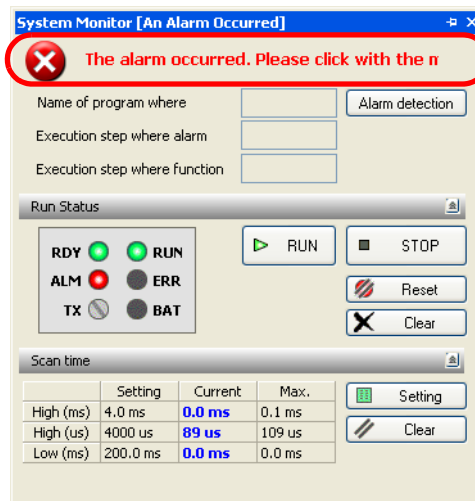 System Monitor [An Alarm Occurred]
The alarm occurred. Please click with the
Name of program where
Alarm detection
Execution step where alarm
Execution step where function
Run Status
RDY RUN
ALM ERR
TX BAT
RUN
STOP
Reset
Clear
Scan time
Setting Current Max.
High (ms) 4.0 ms 0.0 ms 0.1 ms
High (us) 4000 us 89 us 109 us
Low (ms) 200.0 ms 0.0 ms 0.0 ms
Setting
Clear